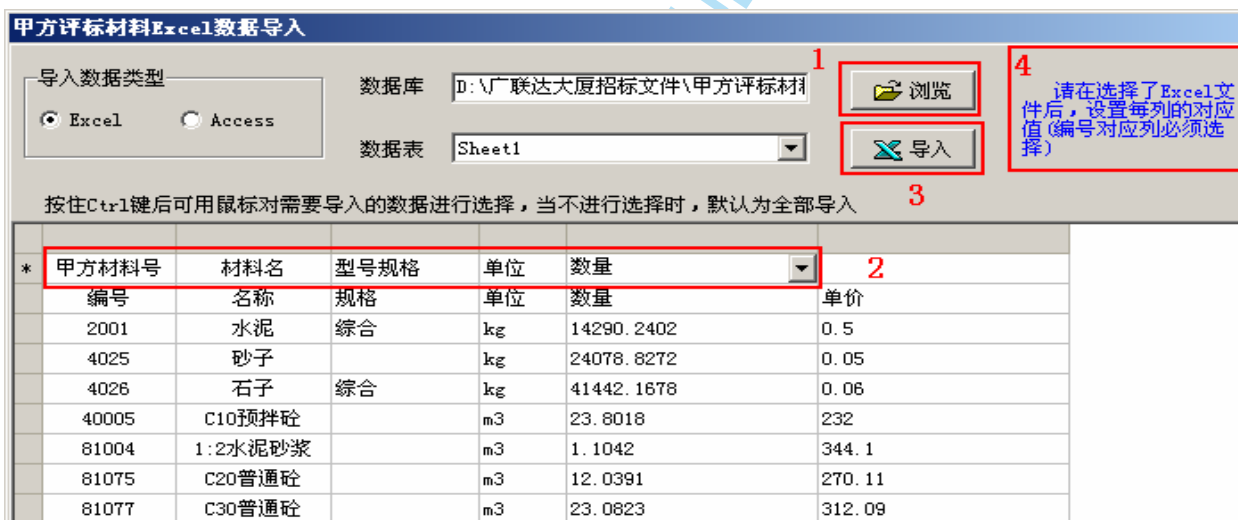 甲方评标材料Excel数据导入
导入数据类型
Excel Access
数据库 D:\广联达大厦招标文件\甲方评标材料
数据表 Sheet1
1
浏览
导入
3
4
请在选择了Excel文
件后，设置每列的对应
值(编号对应列必须选
择)
按住Ctrl键后可用鼠标对需要导入的数据进行选择，当不进行选择时，默认为全部导入
* 甲方材料号 材料名 型号规格 单位 数量 2
编号 名称 规格 单位 数量 单价
2001 水泥 综合 kg 14290.2402 0.5
4025 砂子 kg 24078.8272 0.05
4026 石子 综合 kg 41442.1678 0.06
40005 C10预拌砼 m3 23.8018 232
81004 1:2水泥砂浆 m3 1.1042 344.1
81075 C20普通砼 m3 12.0391 270.11
81077 C30普通砼 m3 23.0823 312.09